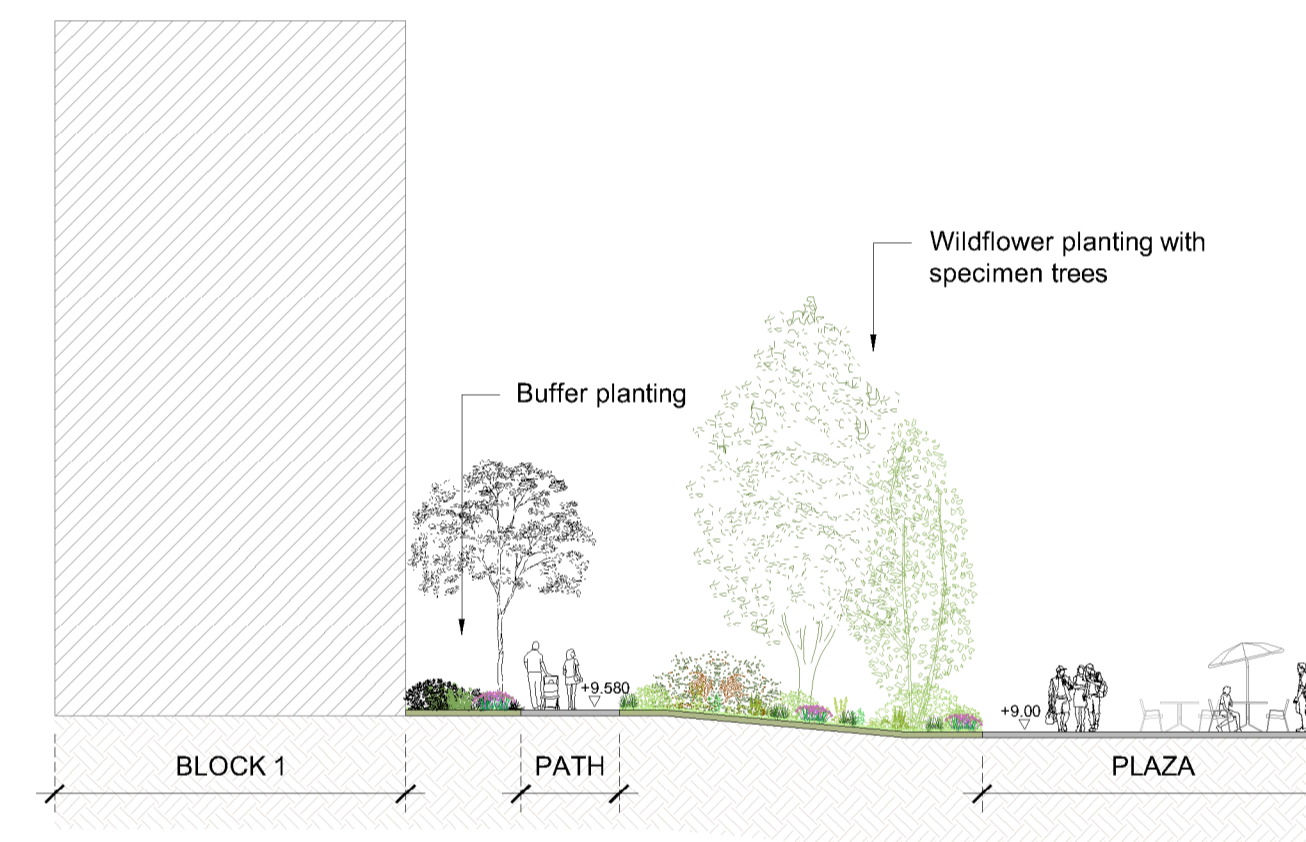 Wildflower planting with
specimen trees
Buffer planting
+9.580
+9.00
BLOCK 1
PATH
PLAZA